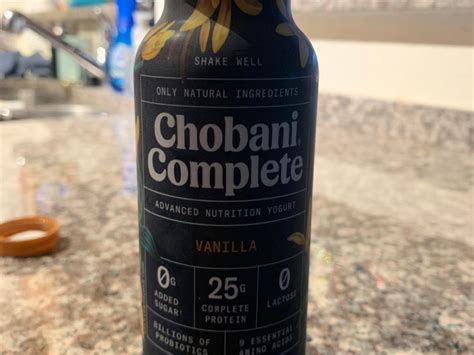 SHAKE WELL
ONLY NATURAL INGREDIENTS
Chobani®
Complete
ADVANCED NUTRITION YOGURT
VANILLA
0G
ADDED
SUGAR†
25G
COMPLETE
PROTEIN
0
LACTOSE
BILLIONS OF
PROBIOTICS
9 ESSENTIAL
AMINO ACIDS